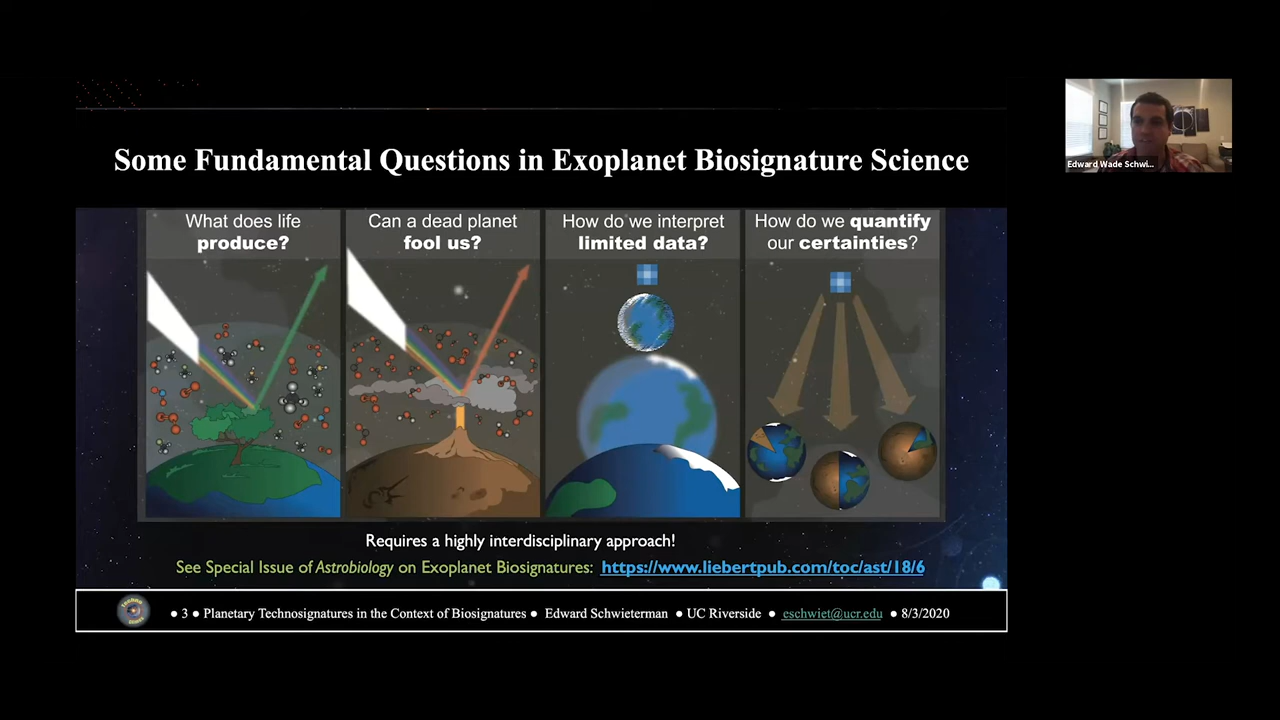 Some Fundamental Questions in Exoplanet Biosignature Science
What does life
produce?
Can a dead planet
fool us?
How do we interpret
limited data?
How do we quantify
our certainties?
Requires a highly interdisciplinary approach!
See Special Issue of Astrobiology on Exoplanet Biosignatures: https://www.liebertpub.com/toc/ast/18/6
● 3 ● Planetary Technosignatures in the Context of Biosignatures ● Edward Schwieterman ● UC Riverside ● eschwiet@ucr.edu ● 8/3/2020
Edward Wade Schwi...